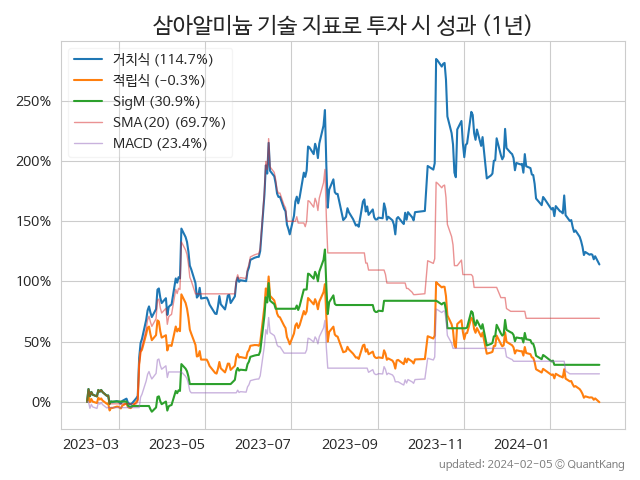 삼아알미늄 기술 지표로 투자 시 성과 (1년)
거치식 (114.7%)
적립식 (−0.3%)
SigM (30.9%)
SMA(20) (69.7%)
MACD (23.4%)
250%
200%
150%
100%
50%
0%
2023-03 2023-05 2023-07 2023-09 2023-11 2024-01
updated: 2024-02-05 © QuantKang